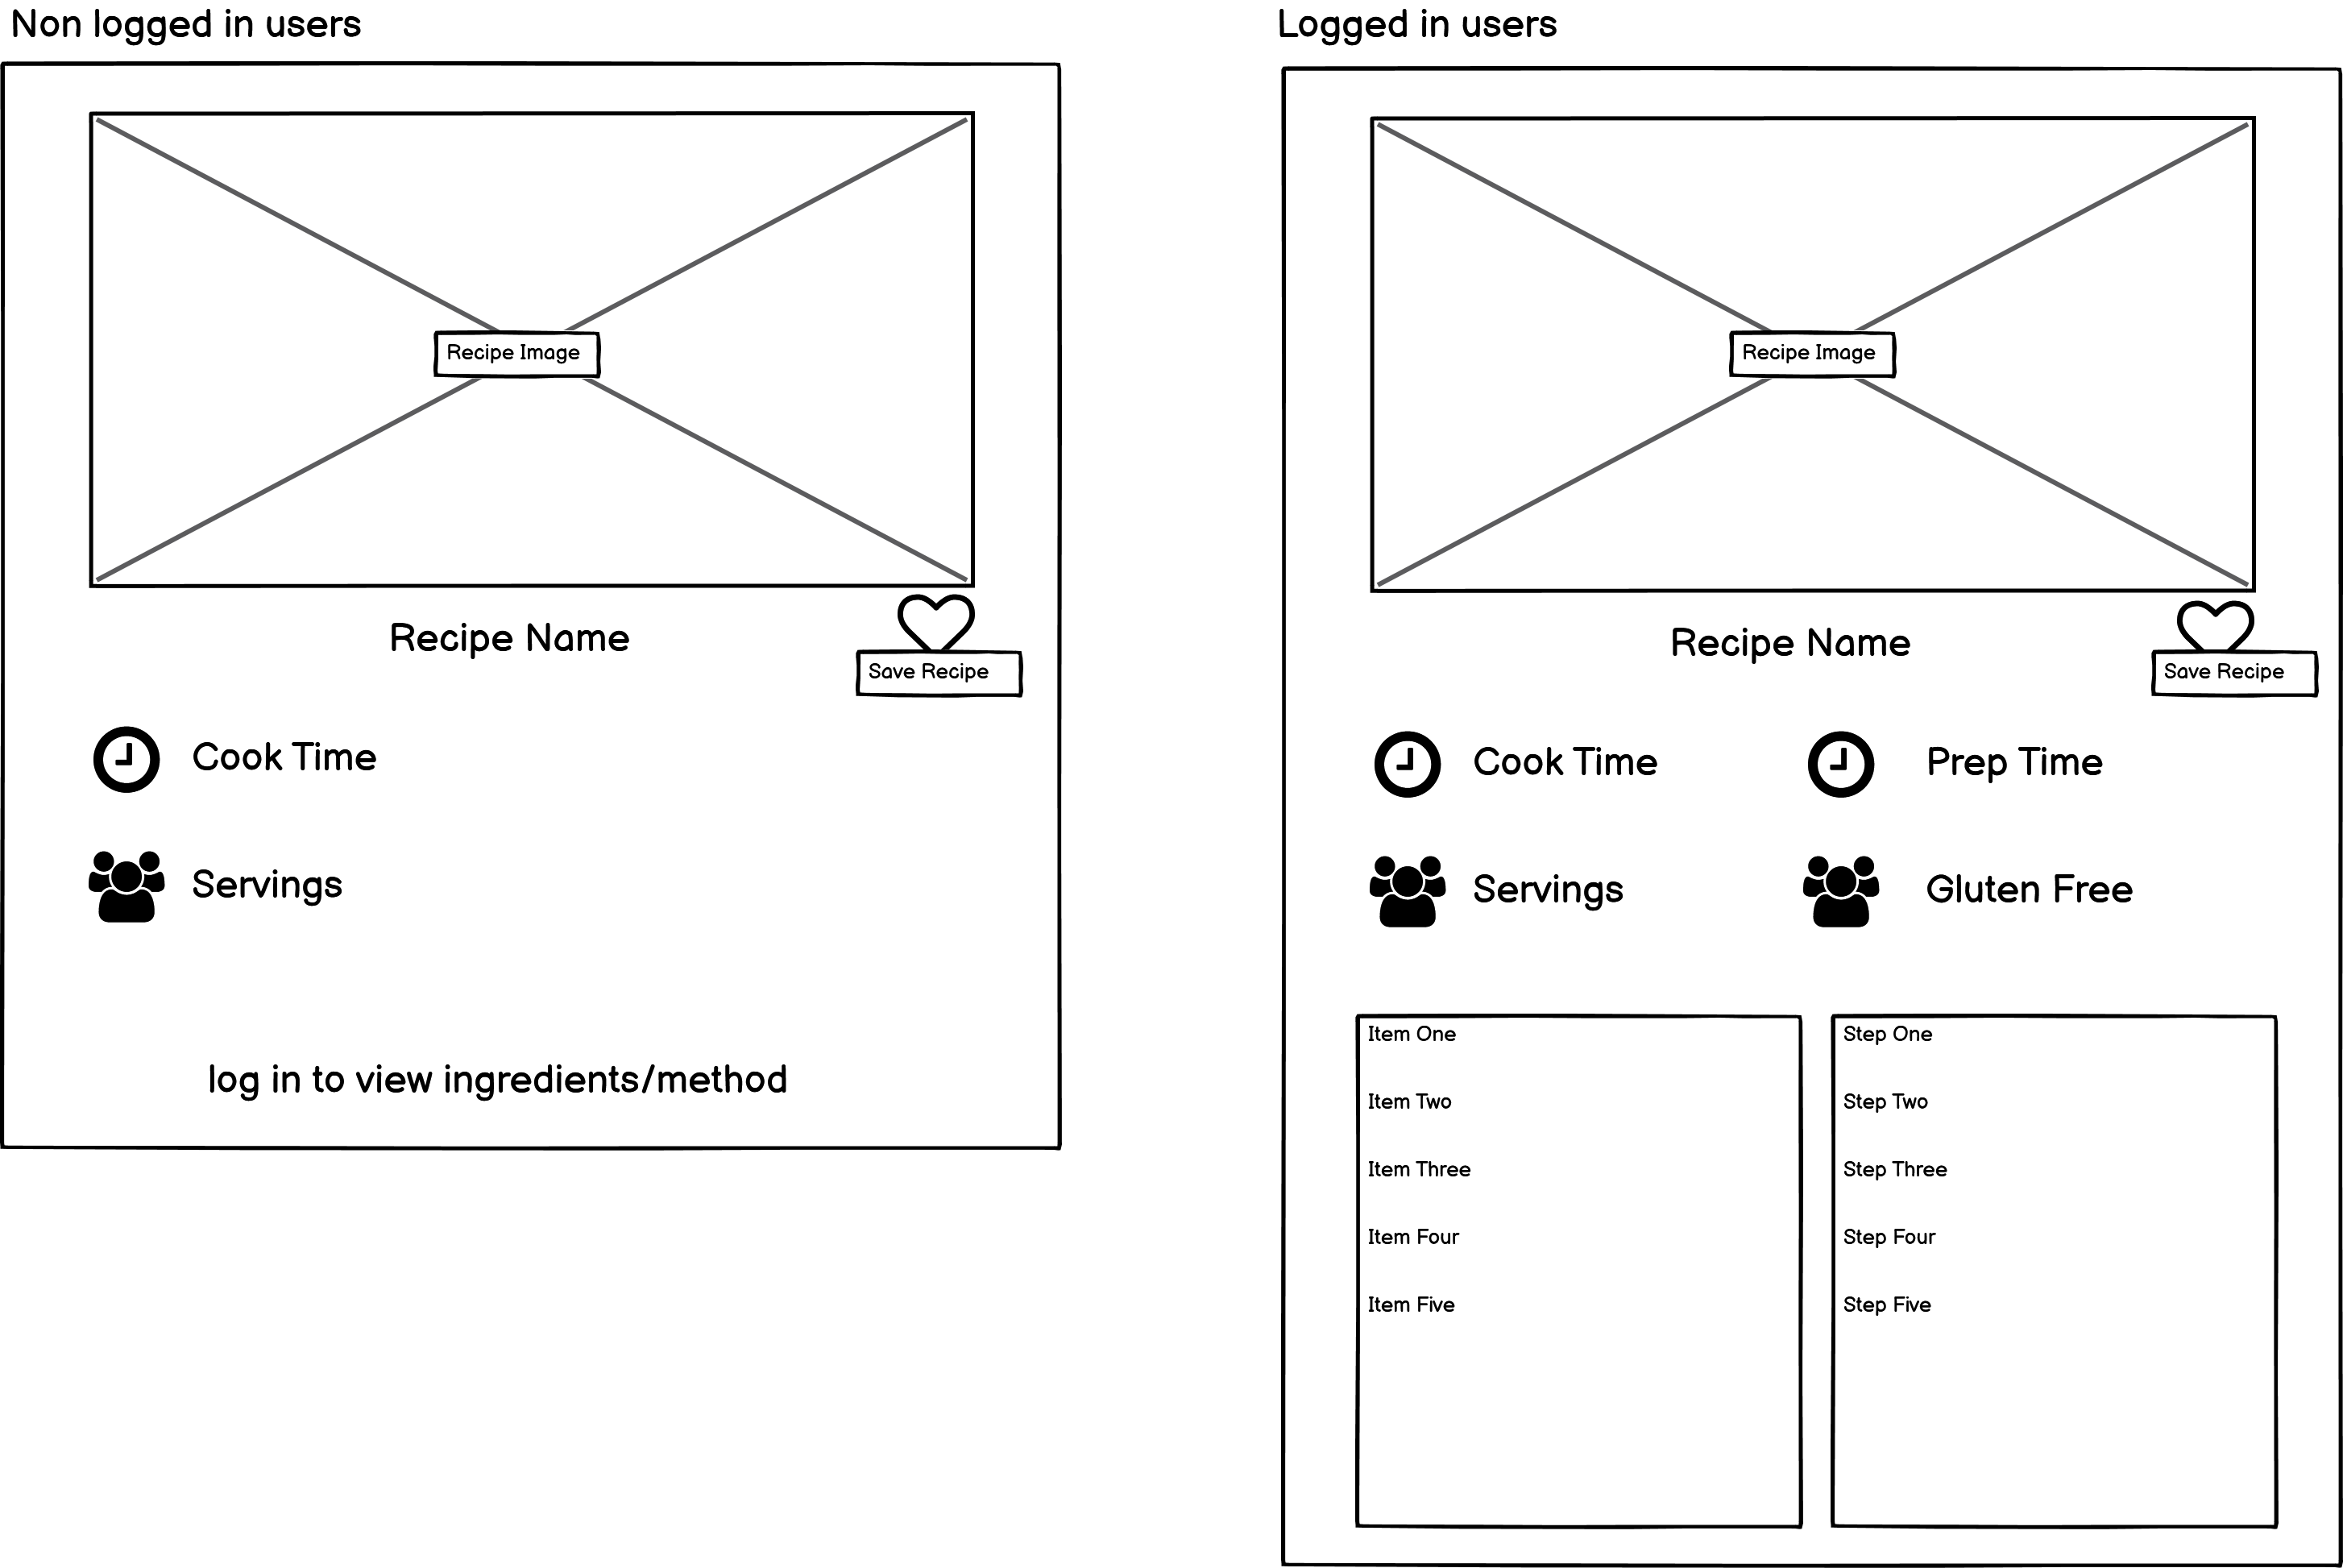 Non logged in users
Recipe Image
Recipe Name
Save Recipe
Cook Time
Servings
log in to view ingredients/method
Logged in users
Recipe Image
Recipe Name
Save Recipe
Cook Time
Prep Time
Servings
Gluten Free
Item One
Item Two
Item Three
Item Four
Item Five
Step One
Step Two
Step Three
Step Four
Step Five